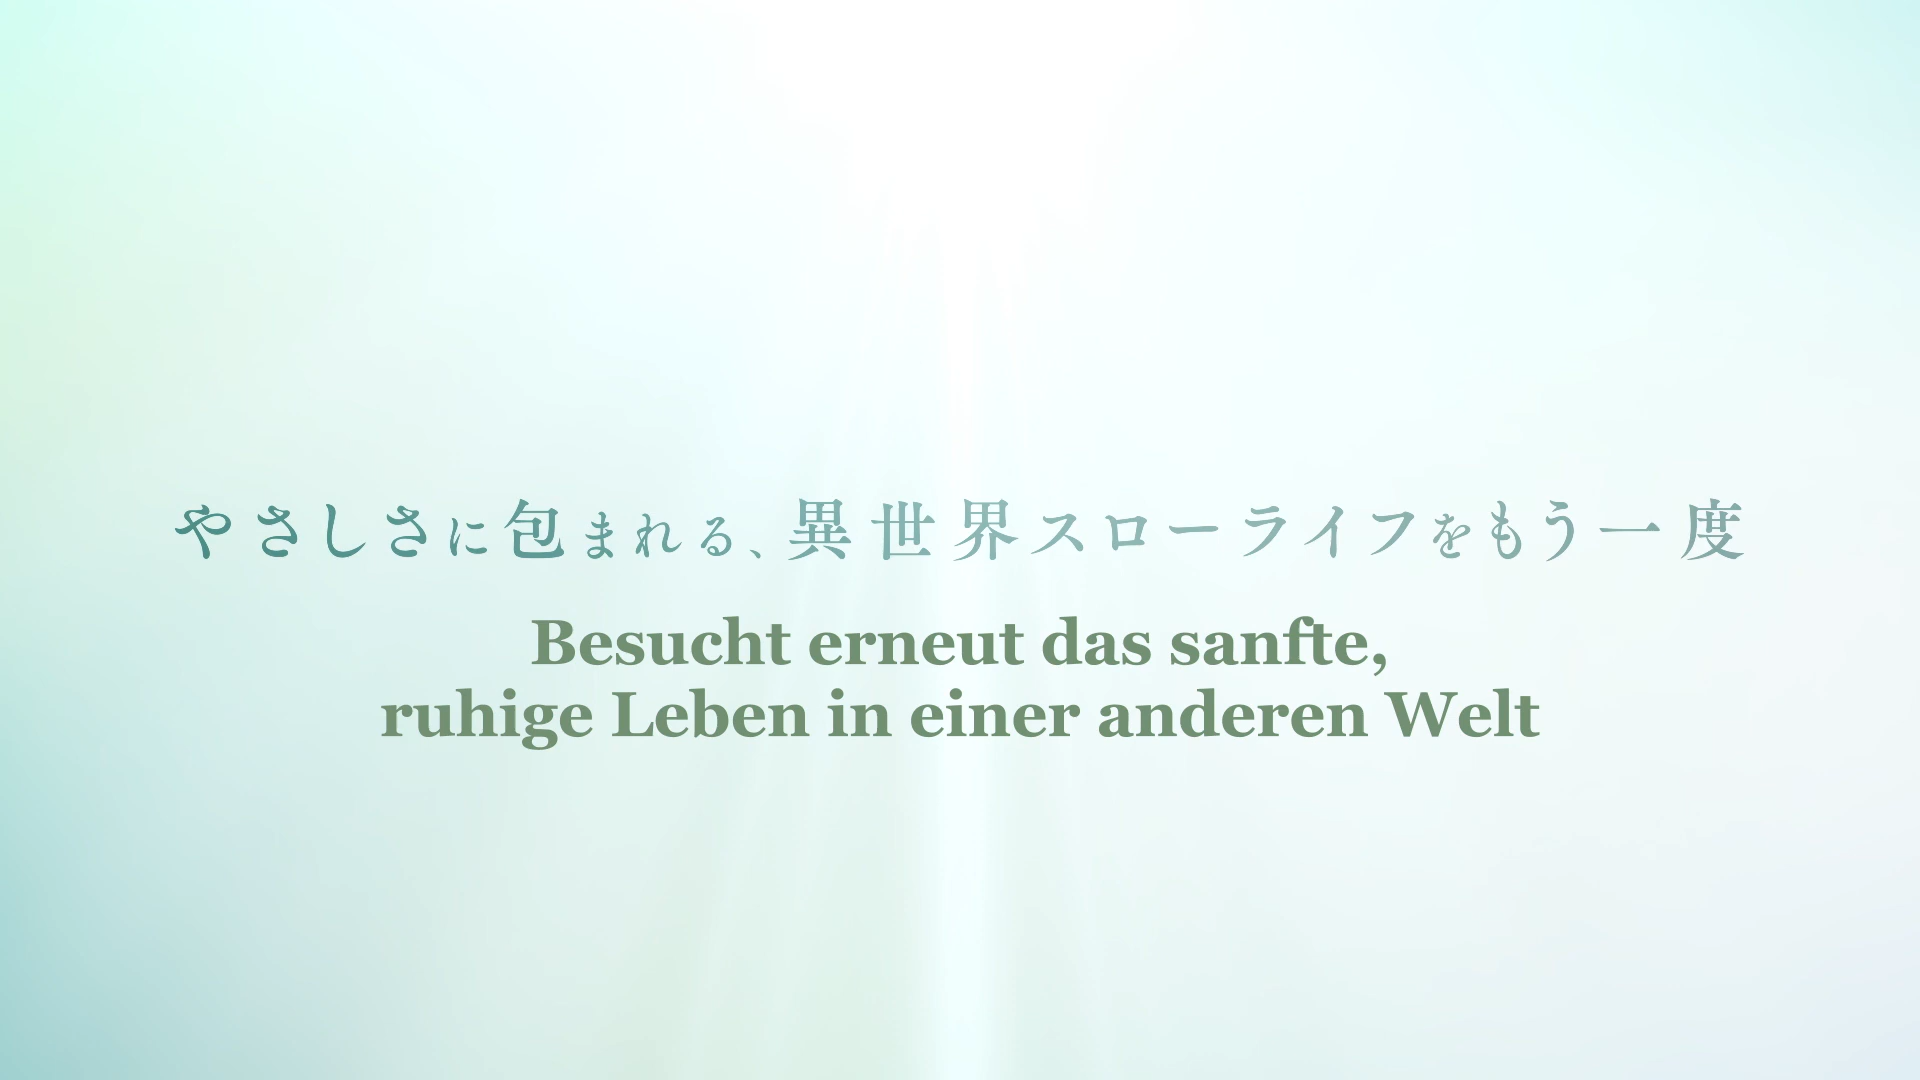 やさしさに包まれる、異世界スローライフをもう一度
Besucht erneut das sanfte,
ruhige Leben in einer anderen Welt